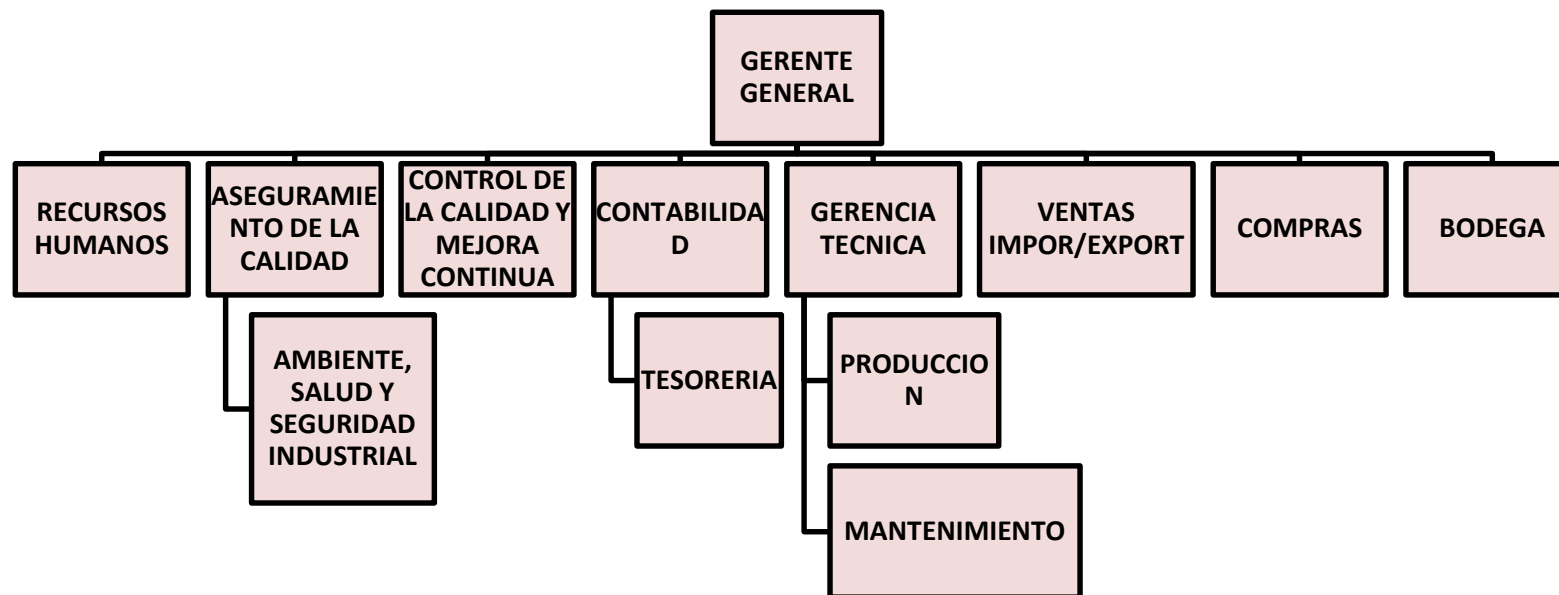 GERENTE
GENERAL
RECURSOS
HUMANOS
ASEGURAMIE
NTO DE LA
CALIDAD
CONTROL DE
LA CALIDAD Y
MEJORA
CONTINUA
CONTABILIDA
D
GERENCIA
TECNICA
VENTAS
IMPOR/EXPORT
COMPRAS
BODEGA
AMBIENTE,
SALUD Y
SEGURIDAD
INDUSTRIAL
TESORERIA
PRODUCCIO
N
MANTENIMIENTO